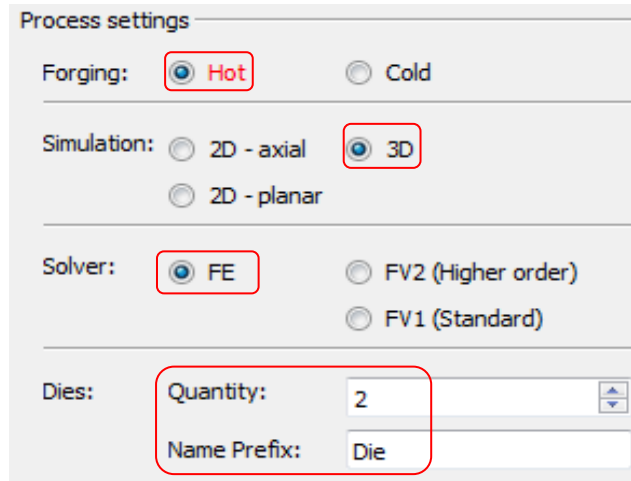 Process settings
Forging: Hot Cold
Simulation: 2D - axial 3D
2D - planar
Solver: FE FV2 (Higher order)
FV1 (Standard)
Dies: Quantity: 2
Name Prefix: Die